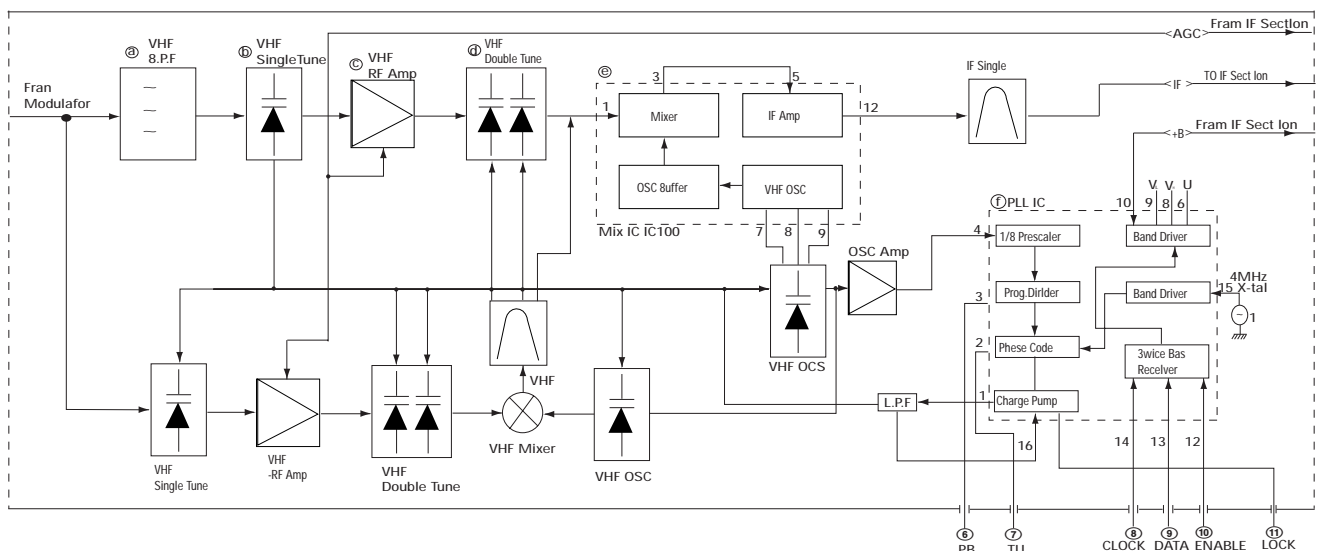 ⓐ VHF
8.P.F
ⓑ VHF
SingleTune
ⓒ VHF
RF Amp
ⓓ VHF
Double Tune
<AGC>
Fram IF SectIon
Fran
Modulafor
ⓔ
3
5
1
Mixer
IF Amp
12
IF Single
<IF>
TO IF Sect Ion
OSC 8uffer
VHF OSC
Mix IC IC100
7
8
9
<+B>
Fram IF Sect Ion
ⓕ PLL IC
10
9
8
6
V.
V.
U
4
1/8 Prescaler
Band Driver
OSC Amp
3
Prog.Dirlder
Band Driver
4MHz
15 X-tal
1
2
Phese Code
3wice Bas
Recelver
VHF OCS
VHF
L.P.F
1
Charge Pump
16
14
13
12
VHF
Single Tune
VHF
-RF Amp
VHF
Double Tune
VHF Mixer
VHF OSC
⑥
PB
⑦
TU
⑧
CLOCK
⑨
DATA
⑩
ENABLE
⑪
LOCK